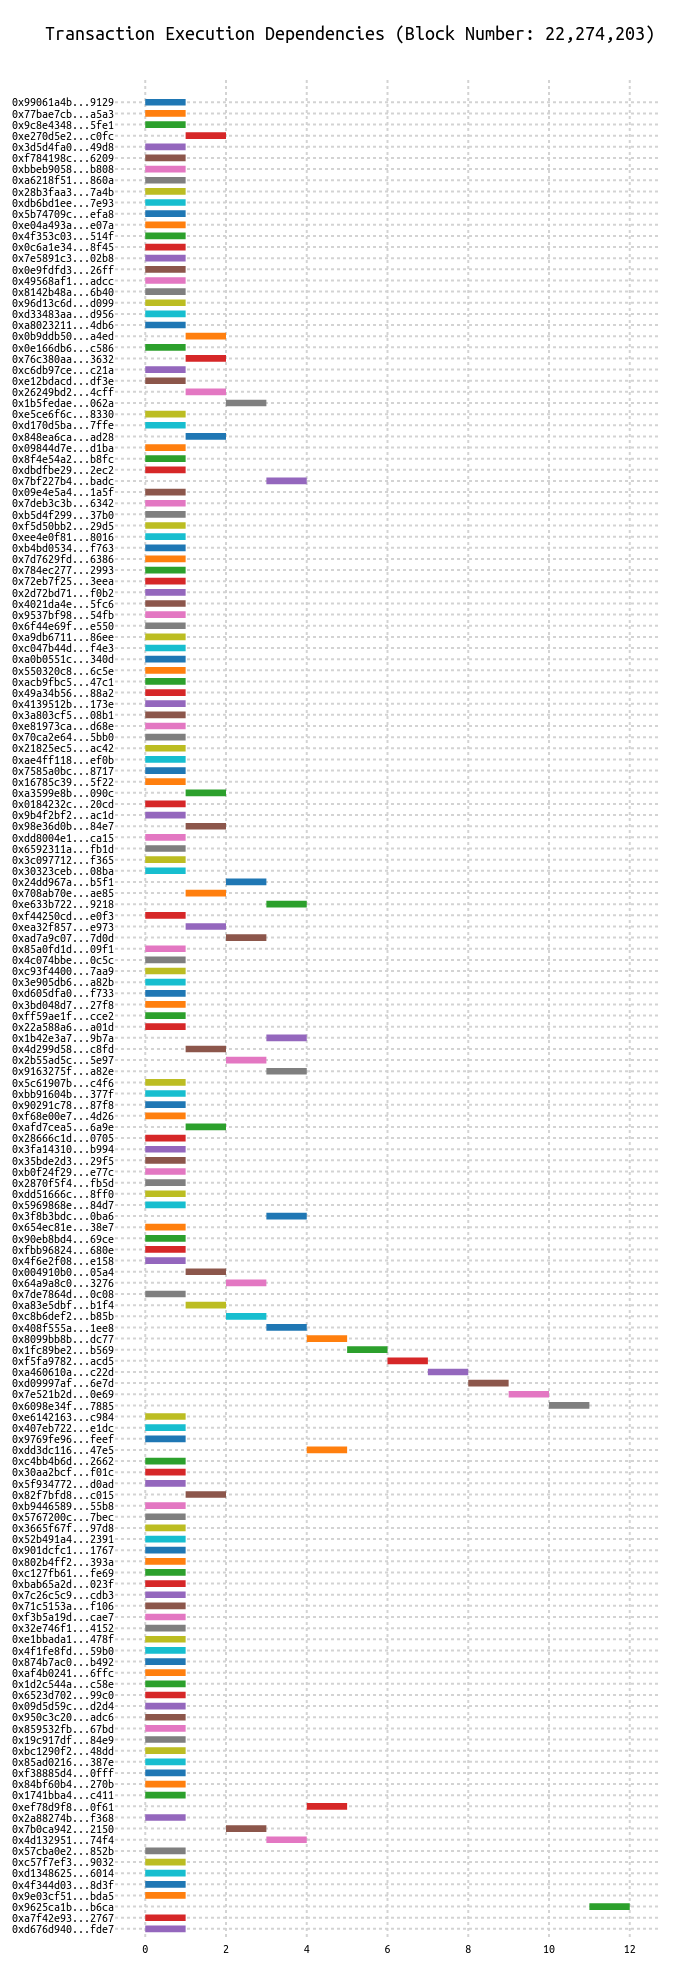 Transaction Execution Dependencies (Block Number: 22,274,203)
0x99061a4b...9129
0x77bae7cb...a5a3
0x9c8e4348...5fe1
0xe270d5e2...c0fc
0x3d5d4fa0...49d8
0xf784198c...6209
0xbbeb9058...b808
0xa6218f51...860a
0x28b3faa3...7a4b
0xdb6bd1ee...7e93
0x5b74709c...efa8
0xe04a493a...e07a
0x4f353c03...514f
0x0c6a1e34...8f45
0x7e5891c3...02b8
0x0e9fdfd3...26ff
0x49568af1...adcc
0x8142b48a...6b40
0x96d13c6d...d099
0xd33483aa...d956
0xa8023211...4db6
0x0b9ddb50...a4ed
0x0e166db6...c586
0x76c380aa...3632
0xc6db97ce...c21a
0xe12bdacd...df3e
0x26249bd2...4cff
0x1b5fedae...062a
0xe5ce6f6c...8330
0xd170d5ba...7ffe
0x848ea6ca...ad28
0x09844d7e...d1ba
0x8f4e54a2...b8fc
0xdbdfbe29...2ec2
0x7bf227b4...badc
0x09e4e5a4...1a5f
0x7deb3c3b...6342
0xb5d4f299...37b0
0xf5d50bb2...29d5
0xee4e0f81...8016
0xb4bd0534...f763
0x7d7629fd...6386
0x784ec277...2993
0x72eb7f25...3eea
0x2d72bd71...f0b2
0x4021da4e...5fc6
0x9537bf98...54fb
0x6f44e69f...e550
0xa9db6711...86ee
0xc047b44d...f4e3
0xa0b0551c...340d
0x550320c8...6c5e
0xacb9fbc5...47c1
0x49a34b56...88a2
0x4139512b...173e
0x3a803cf5...08b1
0xe81973ca...d68e
0x70ca2e64...5bb0
0x21825ec5...ac42
0xae4ff118...ef0b
0x7585a0bc...8717
0x16785c39...5f22
0xa3599e8b...090c
0x0184232c...20cd
0x9b4f2bf2...ac1d
0x98e36d0b...84e7
0xdd8004e1...ca15
0x6592311a...fb1d
0x3c097712...f365
0x30323ceb...08ba
0x24dd967a...b5f1
0x708ab70e...ae85
0xe633b722...9218
0xf44250cd...e0f3
0xea32f857...e973
0xad7a9c07...7d0d
0x85a0fd1d...09f1
0x4c074bbe...0c5c
0xc93f4400...7aa9
0x3e905db6...a82b
0xd605dfa0...f733
0x3bd048d7...27f8
0xff59ae1f...cce2
0x22a588a6...a01d
0x1b42e3a7...9b7a
0x4d299d58...c8fd
0x2b55ad5c...5e97
0x9163275f...a82e
0x5c61907b...c4f6
0xbb91604b...377f
0x90291c78...87f8
0xf68e00e7...4d26
0xafd7cea5...6a9e
0x28666c1d...0705
0x3fa14310...b994
0x35bde2d3...29f5
0xb0f24f29...e77c
0x2870f5f4...fb5d
0xdd51666c...8ff0
0x5969868e...84d7
0x3f8b3bdc...0ba6
0x654ec81e...38e7
0x90eb8bd4...69ce
0xfbb96824...680e
0x4f6e2f08...e158
0x004910b0...05a4
0x64a9a8c0...3276
0x7de7864d...0c08
0xa83e5dbf...b1f4
0xc8b6def2...b85b
0x408f555a...1ee8
0x8099bb8b...dc77
0x1fc89be2...b569
0xf5fa9782...acd5
0xa460610a...c22d
0xd09997af...6e7d
0x7e521b2d...0e69
0x6098e34f...7885
0xe6142163...c984
0x407eb722...e1dc
0x9769fe96...feef
0xdd3dc116...47e5
0xc4bb4b6d...2662
0x30aa2bcf...f01c
0x5f934772...d0ad
0x82f7bfd8...c015
0xb9446589...55b8
0x5767200c...7bec
0x3665f67f...97d8
0x52b491a4...2391
0x901dcfc1...1767
0x802b4ff2...393a
0xc127fb61...fe69
0xbab65a2d...023f
0x7c26c5c9...cdb3
0x71c5153a...f106
0xf3b5a19d...cae7
0x32e746f1...4152
0xe1bbada1...478f
0x4f1fe8fd...59b0
0x874b7ac0...b492
0xaf4b0241...6ffc
0x1d2c544a...c58e
0x6523d702...99c0
0x09d5d59c...d2d4
0x950c3c20...adc6
0x859532fb...67bd
0x19c917df...84e9
0xbc1290f2...48dd
0x85ad0216...387e
0xf38885d4...0fff
0x84bf60b4...270b
0x1741bba4...c411
0xef78d9f8...0f61
0x2a88274b...f368
0x7b0ca942...2150
0x4d132951...74f4
0x57cba0e2...852b
0xc57f7ef3...9032
0xd1348625...6014
0x4f344d03...8d3f
0x9e03cf51...bda5
0x9625ca1b...b6ca
0xa7f42e93...2767
0xd676d940...fde7
0 2 4 6 8 10 12